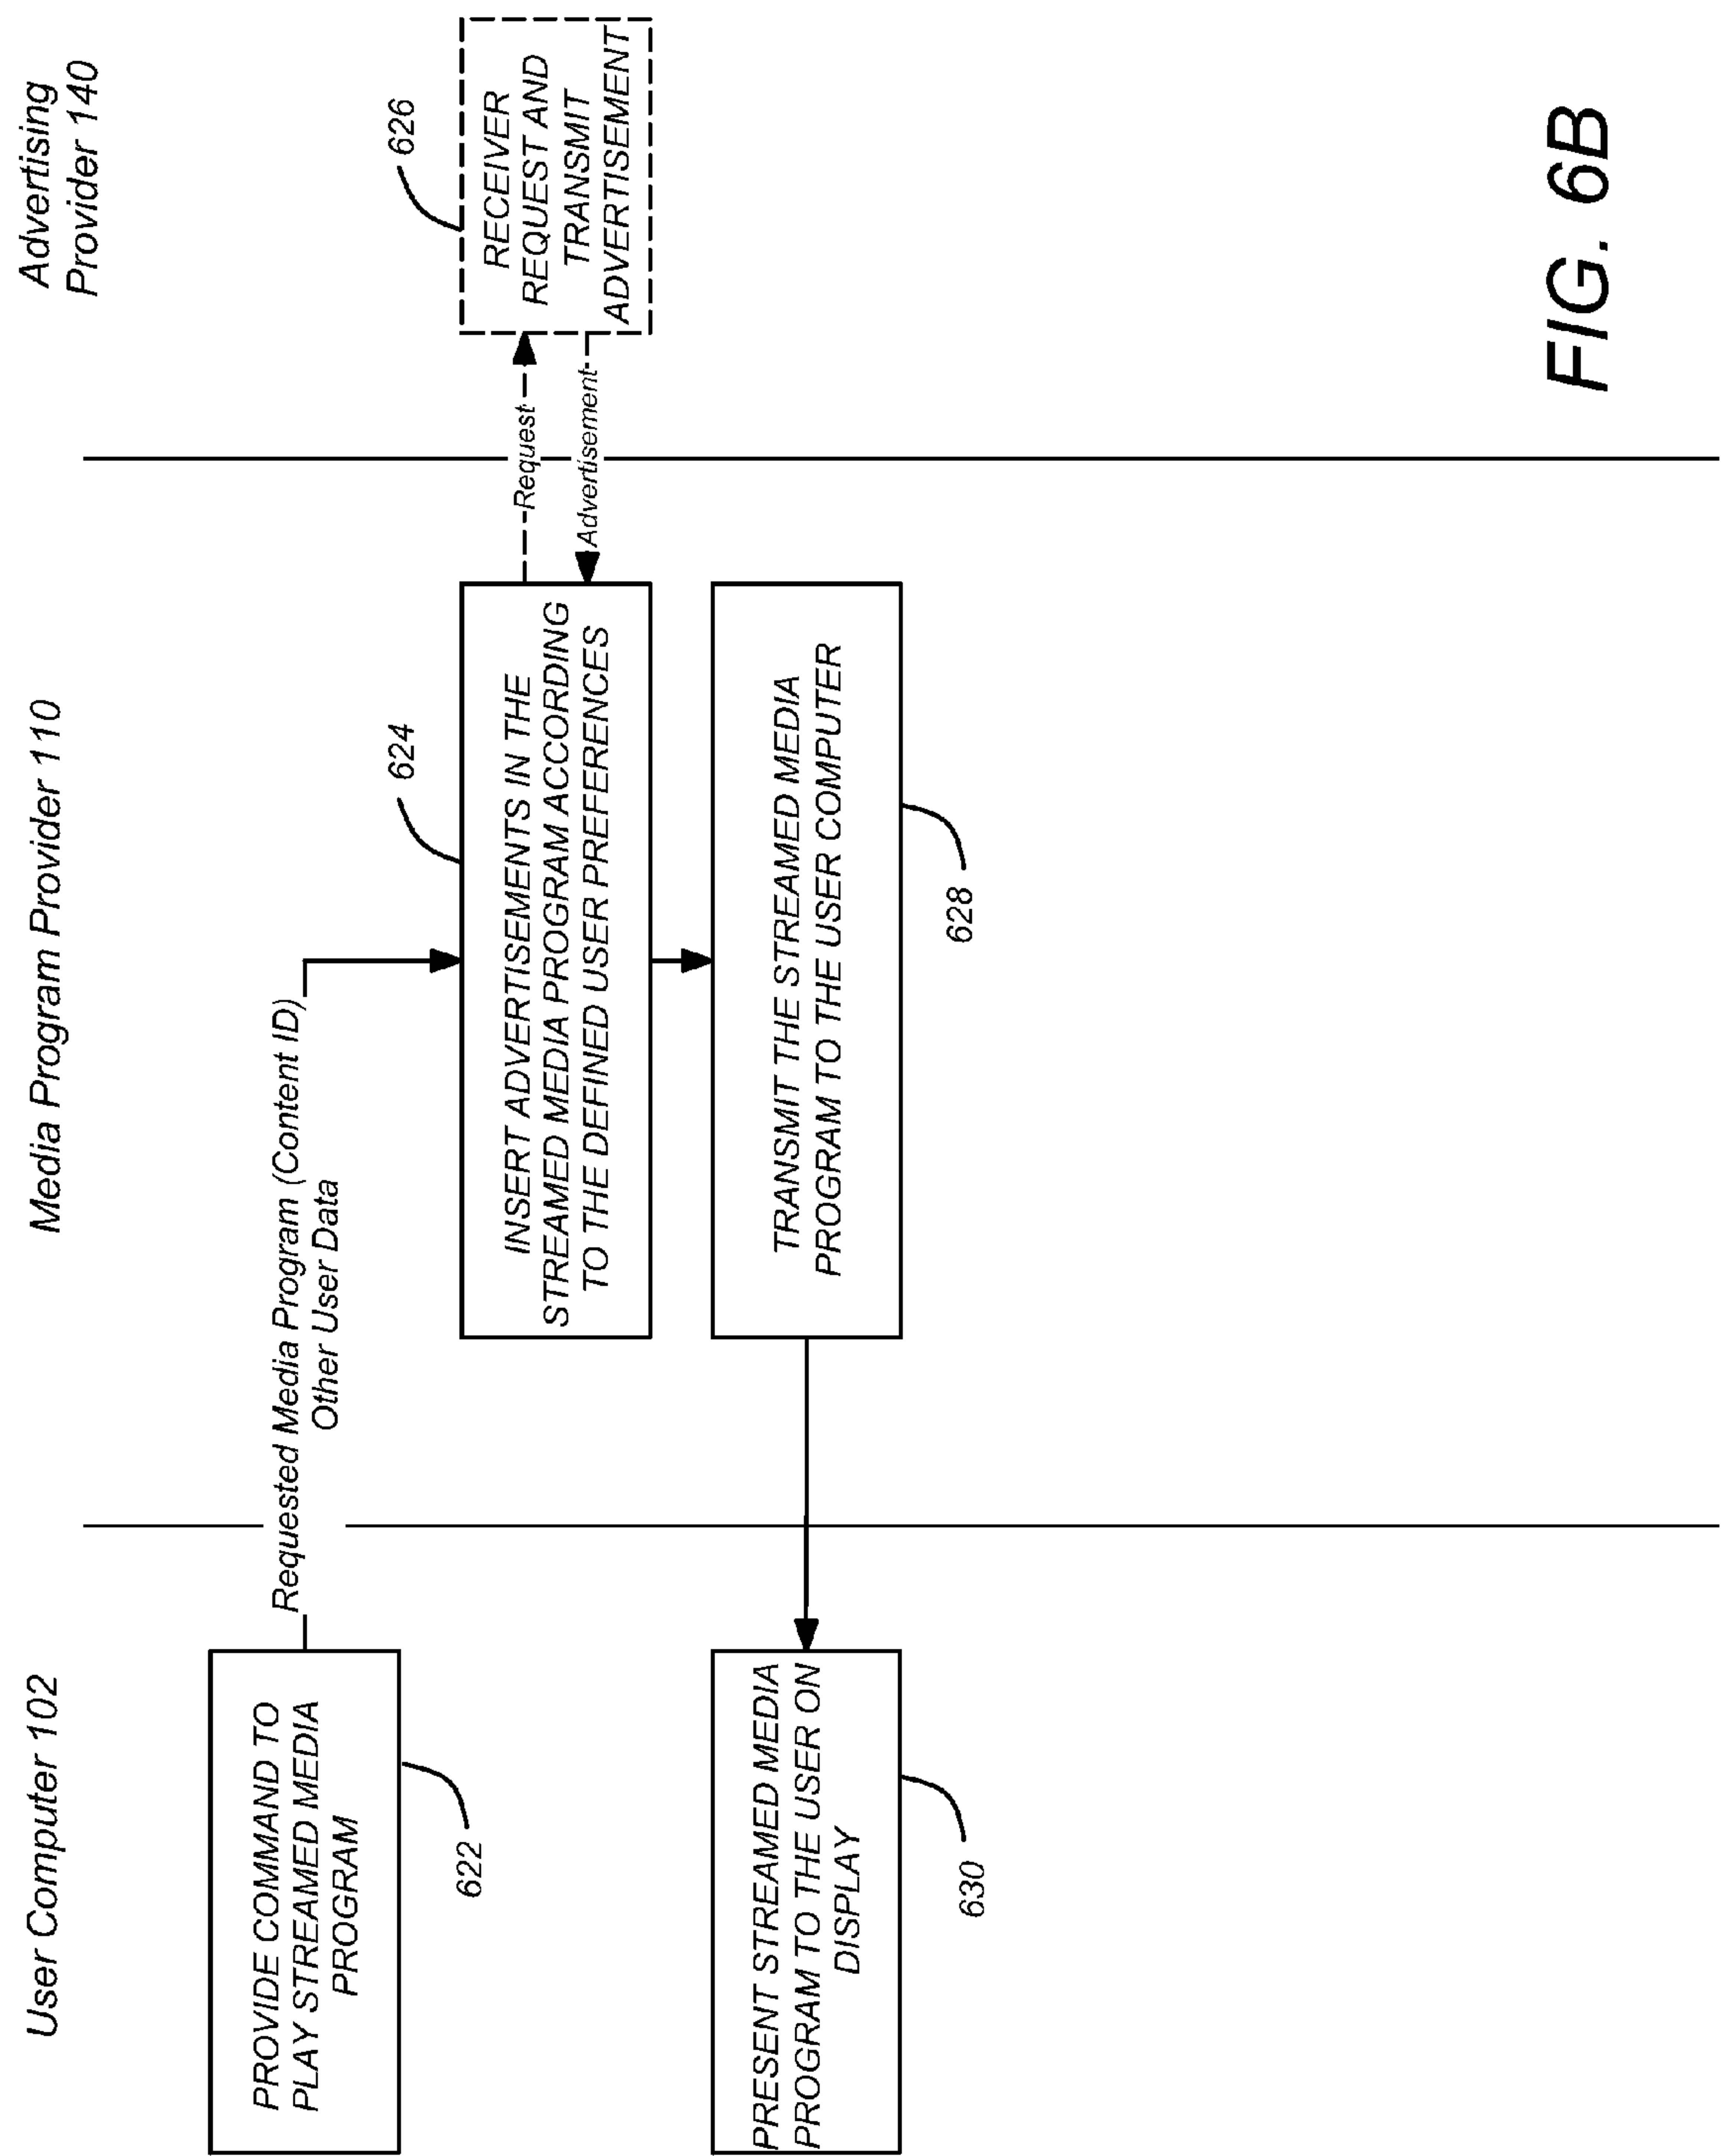 User Computer 102
Media Program Provider 110
Advertising
Provider 140
PROVIDE COMMAND TO
PLAY STREAMED MEDIA
PROGRAM
622
Requested Media Program (Content ID)
Other User Data
624
INSERT ADVERTISEMENTS IN THE
STREAMED MEDIA PROGRAM ACCORDING
TO THE DEFINED USER PREFERENCES
Request
Advertisement
626
RECEIVER
REQUEST AND
TRANSMIT
ADVERTISEMENT
TRANSMIT THE STREAMED MEDIA
PROGRAM TO THE USER COMPUTER
628
PRESENT STREAMED MEDIA
PROGRAM TO THE USER ON
DISPLAY
630
FIG. 6B